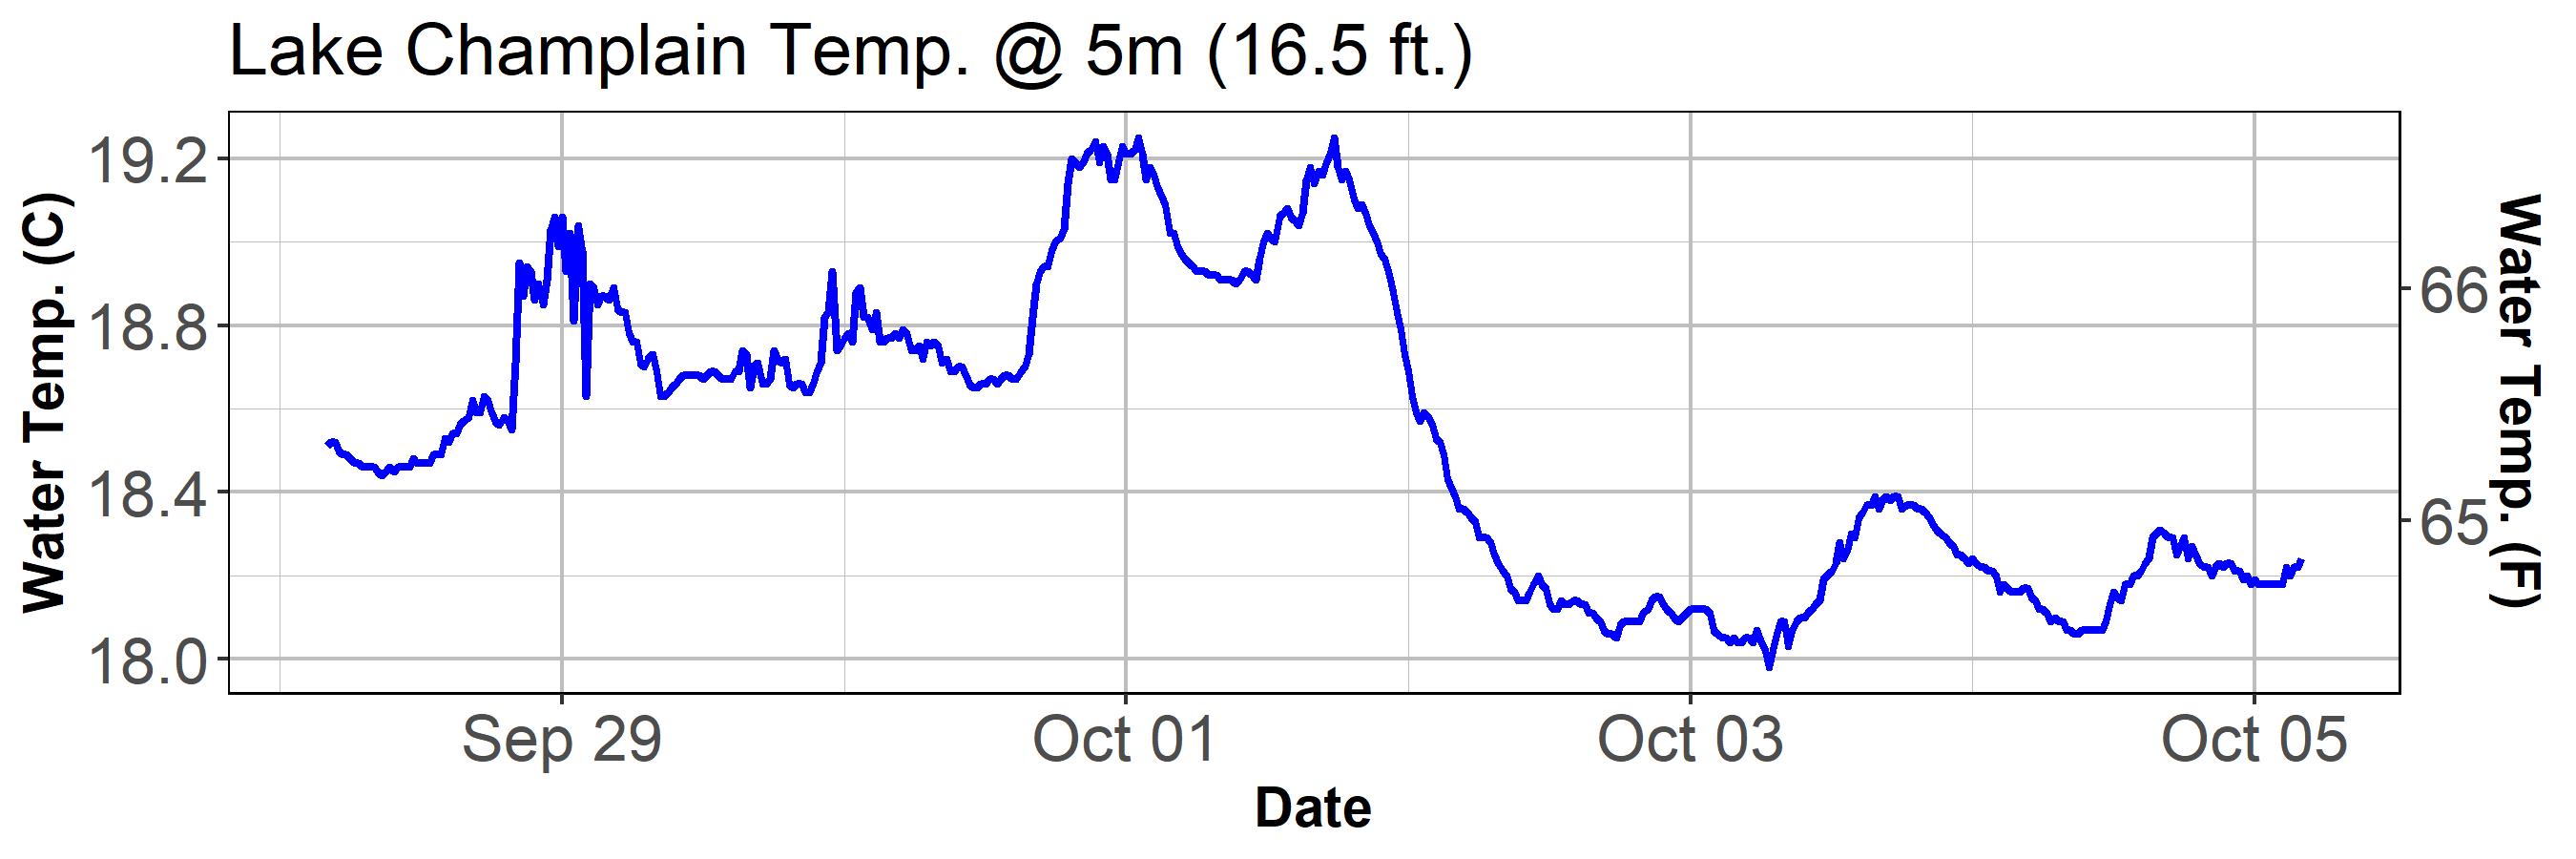 Lake Champlain Temp. @ 5m (16.5 ft.)
Water Temp. (C)
19.2
18.8
18.4
18.0
66
65
Water Temp. (F)
Sep 29
Oct 01
Oct 03
Oct 05
Date